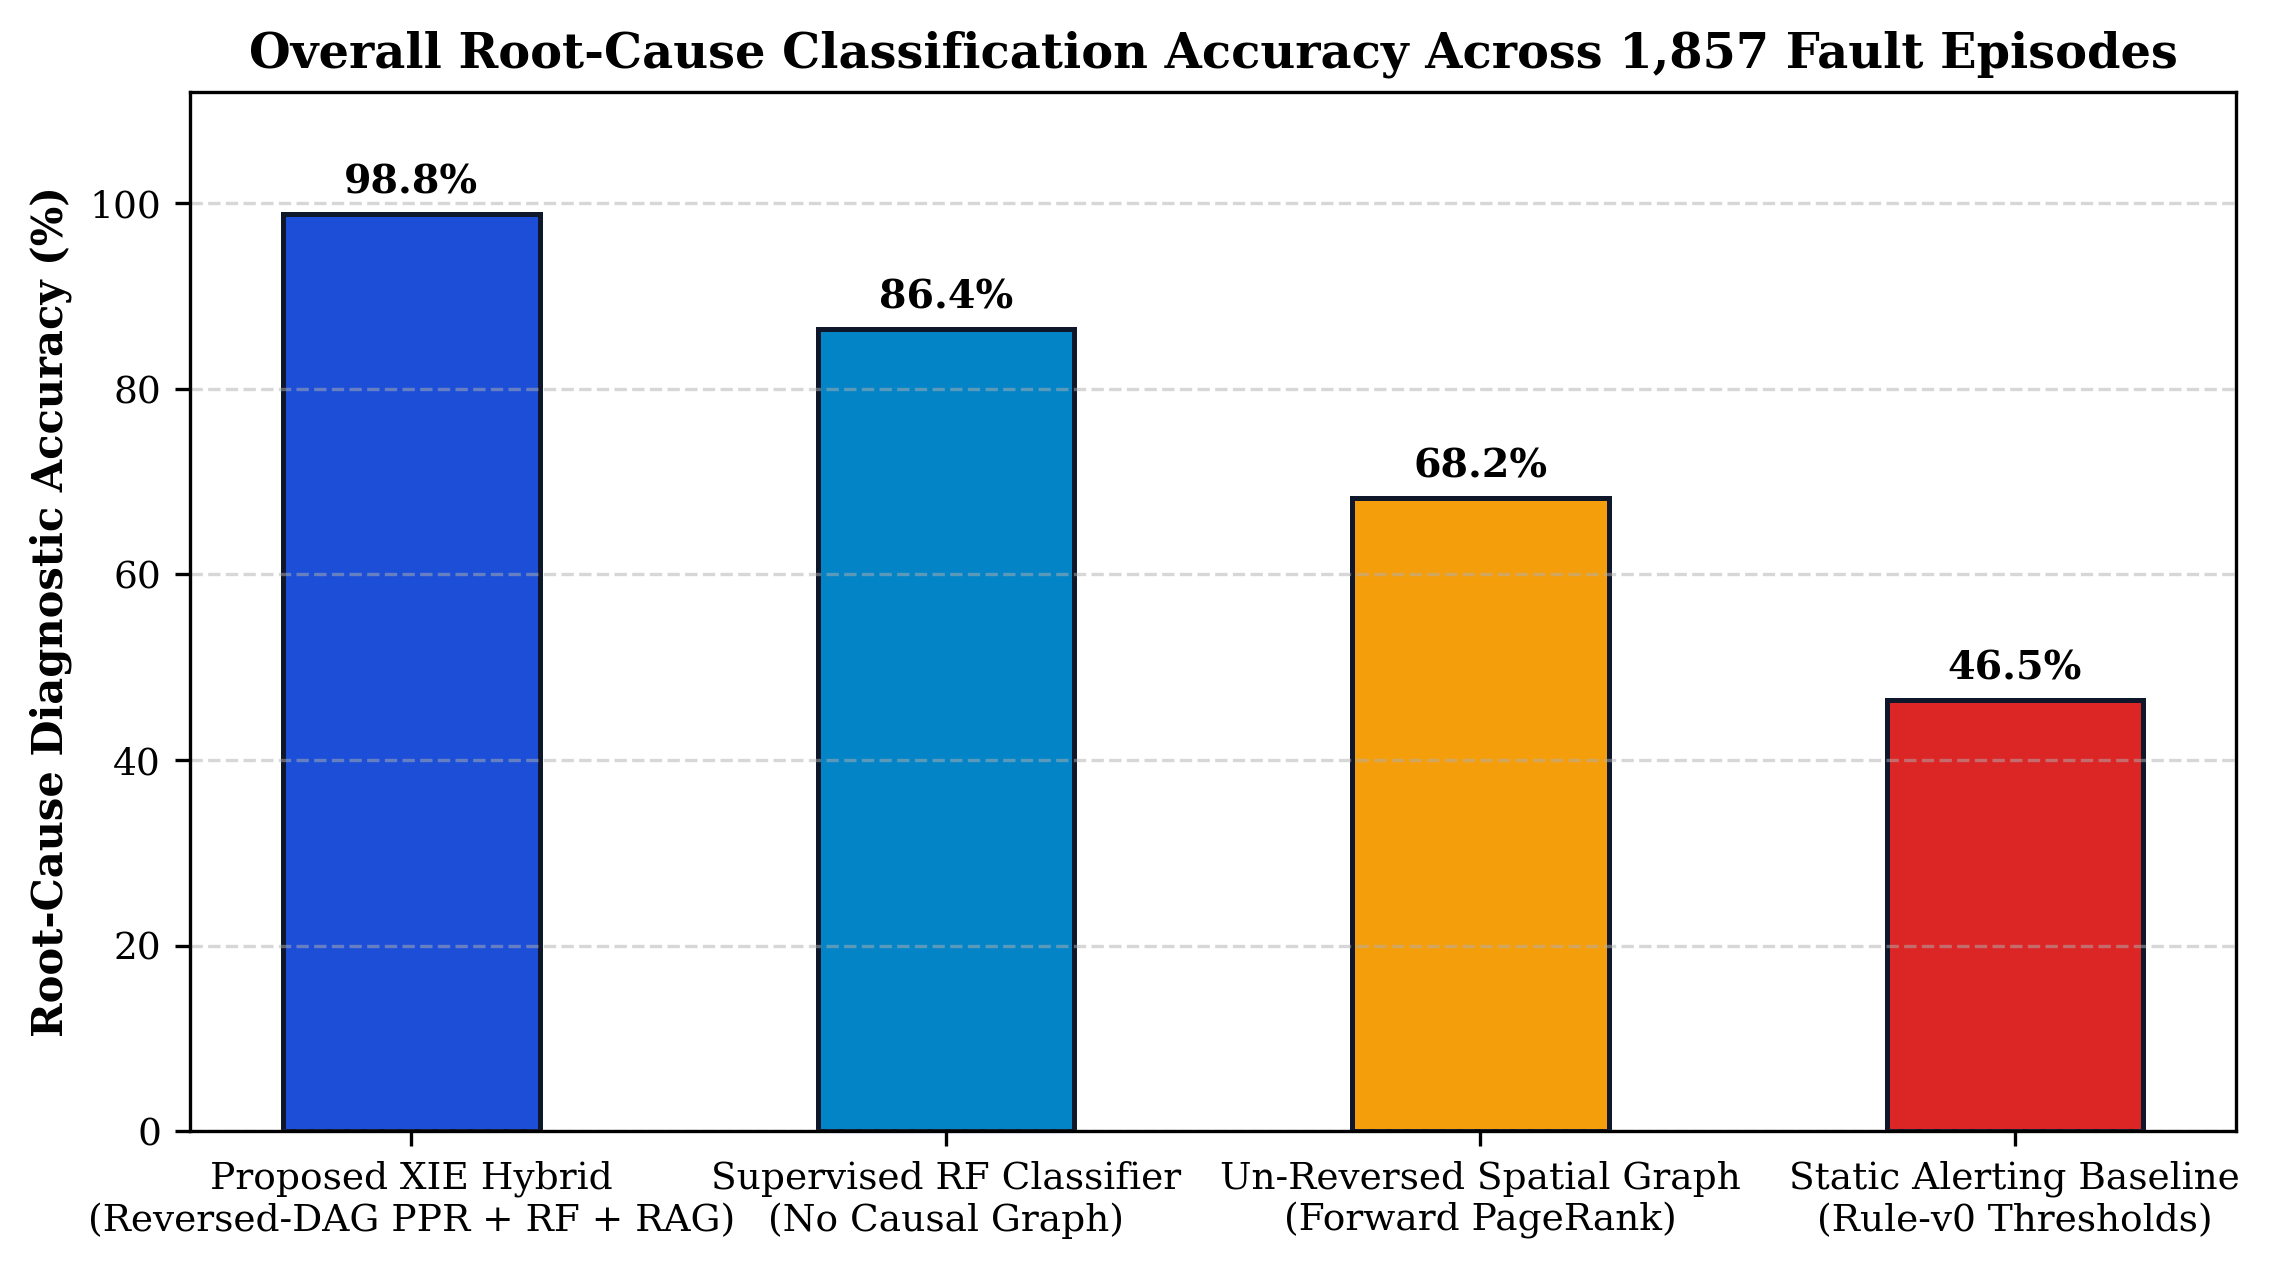 Overall Root-Cause Classification Accuracy Across 1,857 Fault Episodes
Root-Cause Diagnostic Accuracy (%)
100
80
60
40
20
0
98.8%
86.4%
68.2%
46.5%
Proposed XIE Hybrid
(Reversed-DAG PPR + RF + RAG)
Supervised RF Classifier
(No Causal Graph)
Un-Reversed Spatial Graph
(Forward PageRank)
Static Alerting Baseline
(Rule-v0 Thresholds)